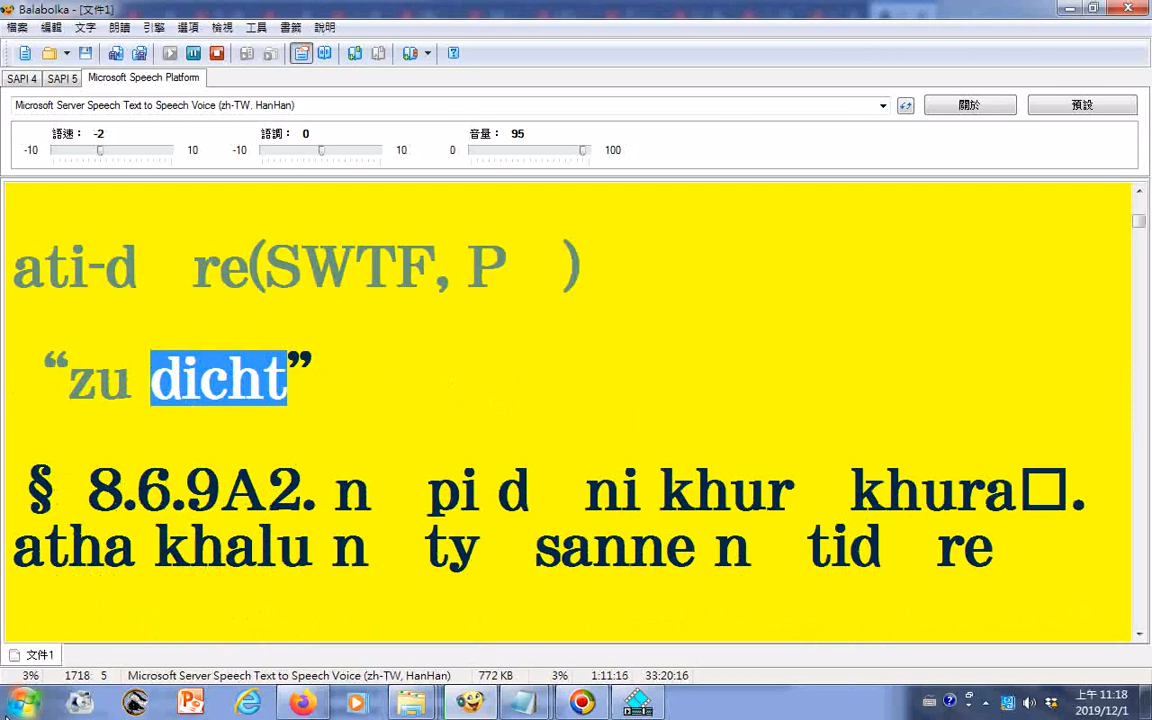 Balabolka - [文件1]
檔案 編輯 文字 朗讀 引擎 選項 檢視 工具 書籤 說明
SAPI 4 SAPI 5 Microsoft Speech Platform
Microsoft Server Speech Text to Speech Voice (zh-TW, HanHan) 關於 預設
語速： -2 語調： 0 音量： 95
-10 10 -10 10 0 100
ati-d re(SWTF, P )
“zu dicht”
§ 8.6.9A2. n pi d ni khur khura□.
atha khalu n ty sanne n tid re
文件1
3% 1718 5 Microsoft Server Speech Text to Speech Voice (zh-TW, HanHan) 772 KB 3% 1:11:16 33:20:16
上午 11:18
2019/12/1